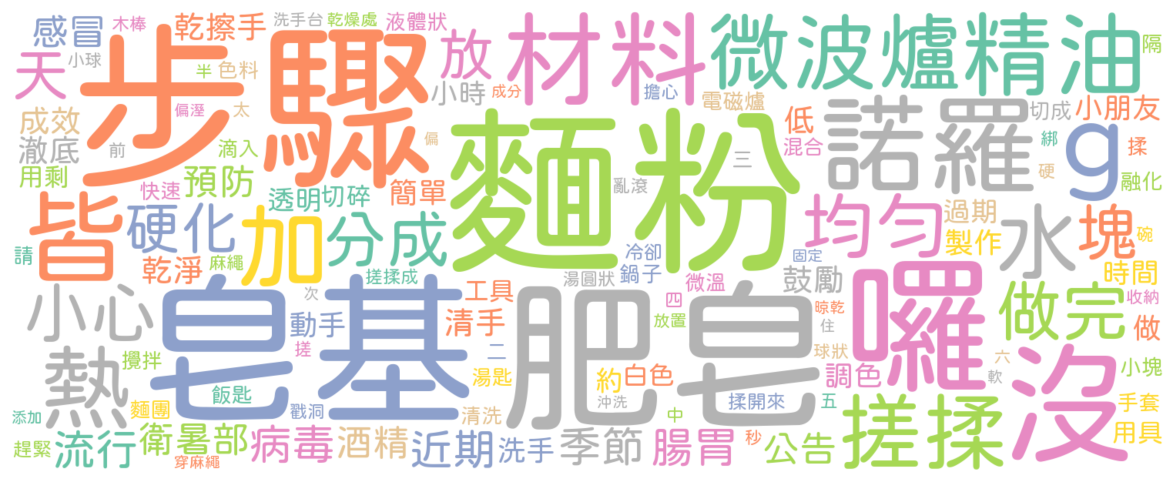 感冒 木棒 乾擦手 洗手台 乾燥處 液體狀
天 小球 步驟 半 色料 放 材料 微波爐 精油 隔
偏溼 太 小時 成分 擔心 電磁爐 切成 小朋友
成效 澈底 前 滴入 偏 麵粉 三 低 混合 諾羅 g 綁 揉
用剩 快速 預防 透明 切碎 簡單 亂滾 硬 融化
皆 硬化 加 分成 均勻 過期 水 塊 碗
請 乾淨 麻繩 搓揉成 冷卻 鍋子 固定 製作 時間
小心 皂基 次 工具 湯圓狀 微溫 四 鼓勵 囉 做完 收納
動手 清手 肥皂 放置 晾乾 住 做
熱 攪拌 搓 二 球狀 六 沒 小塊
飯匙 湯匙 約 白色 調色 軟
添加 麵團 戳洞 清洗 沖洗 中 揉開來 五 搓揉 手套
趕緊 流行 衛暑部 病毒 酒精 近期 洗手 季節 腸胃 秒 公告 用具
穿麻繩